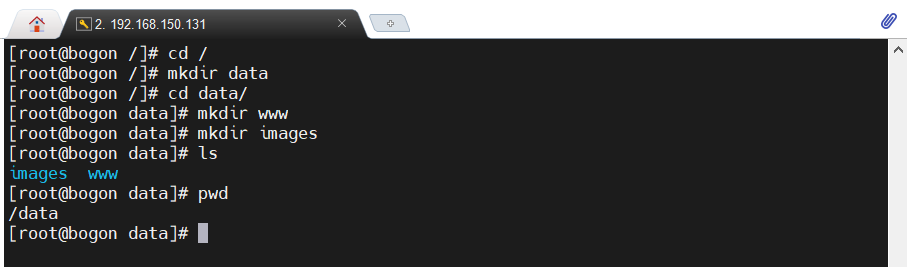 2. 192.168.150.131
[root@bogon /]# cd /
[root@bogon /]# mkdir data
[root@bogon /]# cd data/
[root@bogon data]# mkdir www
[root@bogon data]# mkdir images
[root@bogon data]# ls
images  www
[root@bogon data]# pwd
/data
[root@bogon data]#